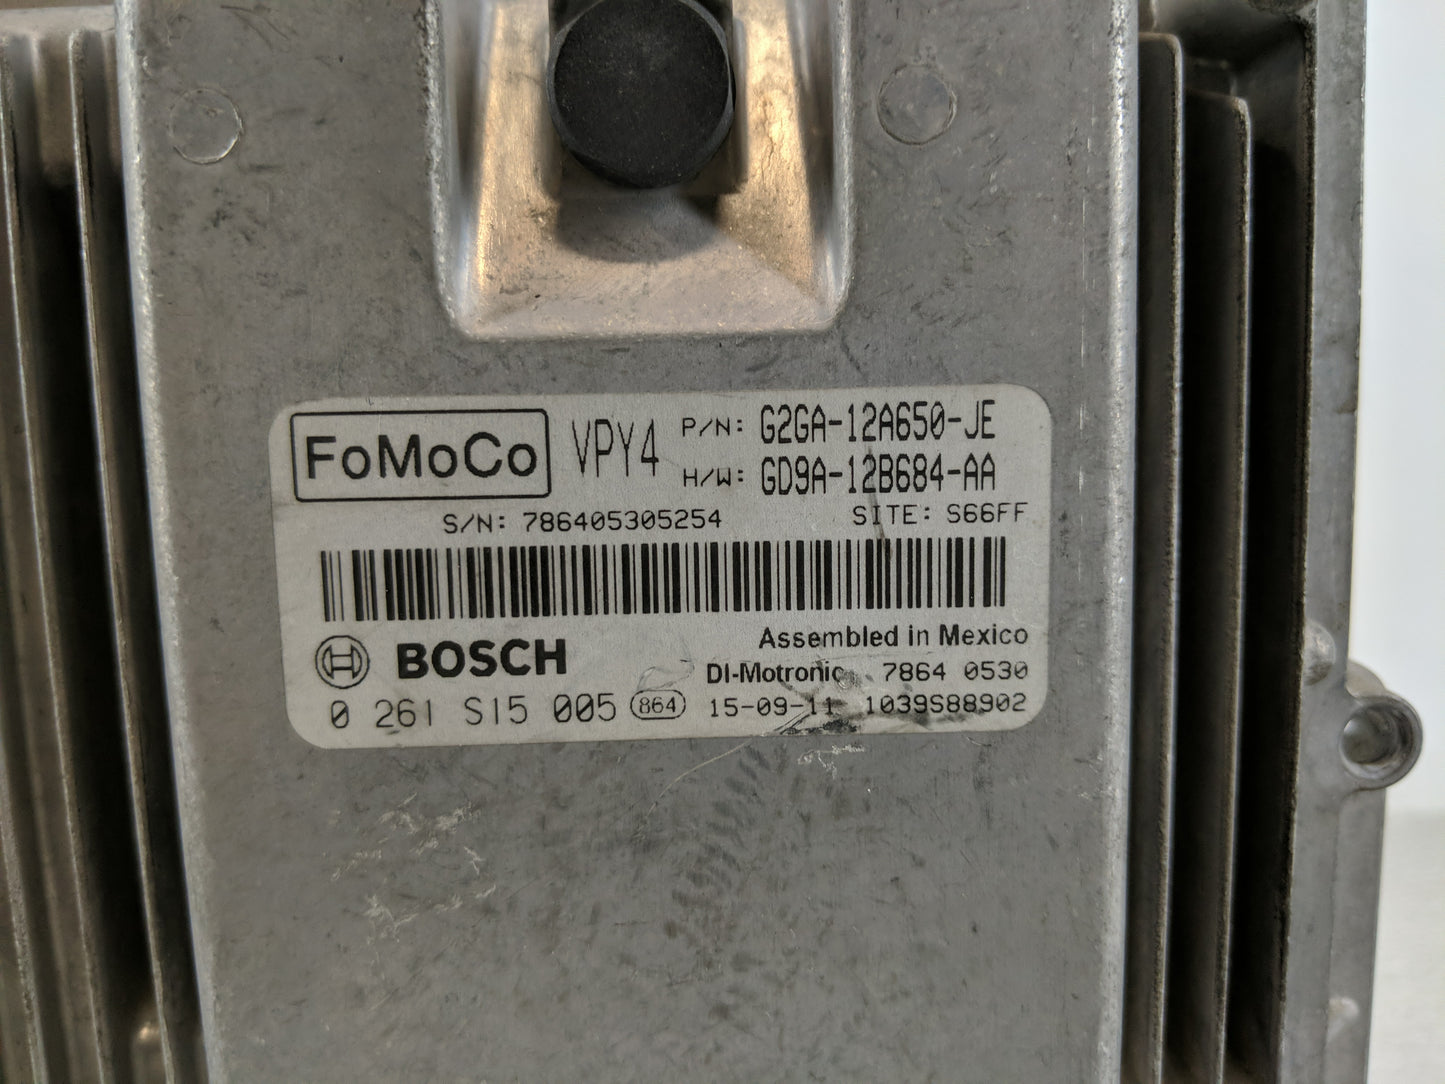 FoMoCo VPY4 P/N: G2GA-12A650-JE
H/W: GD9A-12B684-AA
S/N: 786405305254 SITE: S66FF
BOSCH Assembled in Mexico
DI-Motronic 7864 0530
0 261 S15 005 864 15-09-11 1039S88902